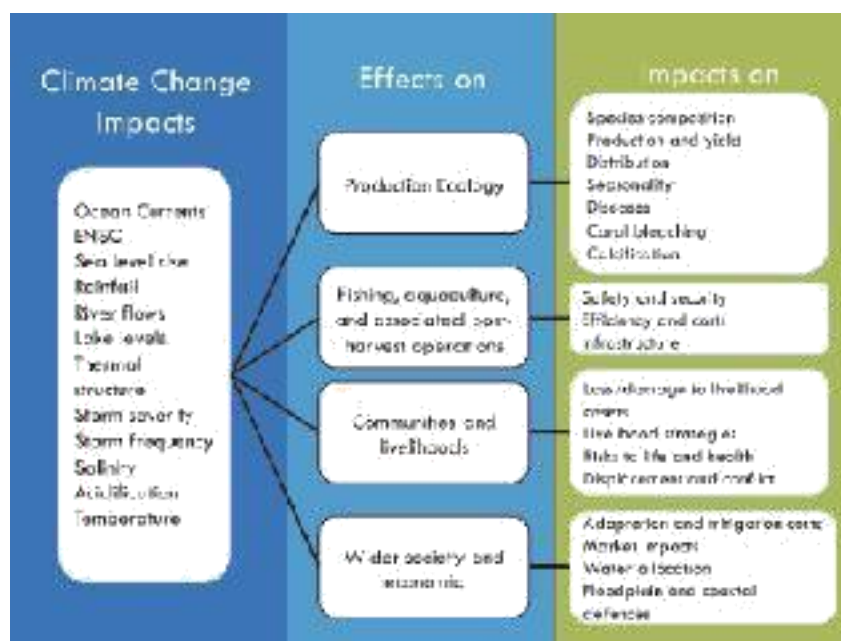 Climate Change
Impacts
Ocean Currents
ENSO
Sea level rise
Rainfall
River flows
Lake levels
Thermal
structure
Storm severity
Storm frequency
Salinity
Acidification
Temperature
Effects on
Production Ecology
Fishing, aquaculture,
and associated post-
harvest operations
Communities and
livelihoods
Wider society and
economic
Impacts on
Species composition
Production and yield
Distribution
Seasonality
Diseases
Coral bleaching
Calcification
Safety and security
Efficiency and costs
infrastructure
Loss/damage to livelihood
assets
Livelihood strategies
Risks to life and health
Displacement and conflict
Adaptation and mitigation costs
Market impacts
Water allocation
Floodplain and coastal
defences